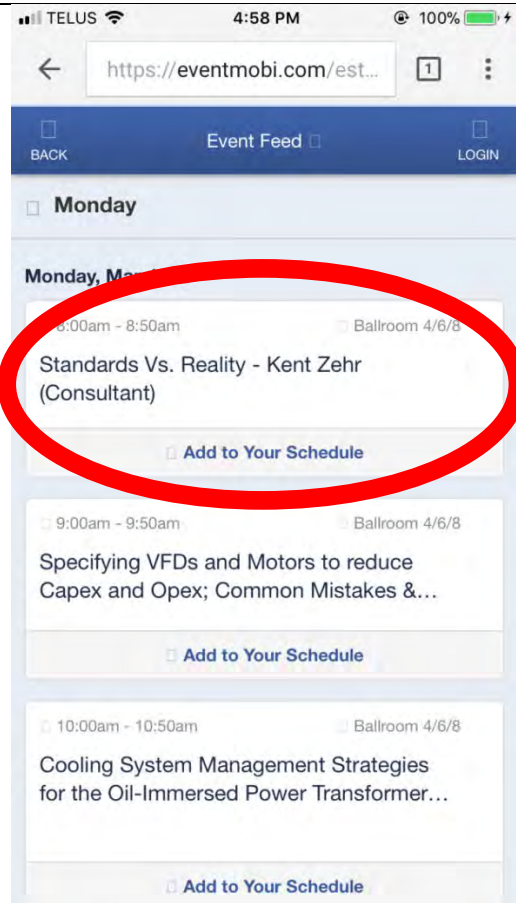 TELUS 4:58 PM 100%
https://eventmobi.com/est... 1
BACK Event Feed LOGIN
Monday
Monday,
8:00am - 8:50am Ballroom 4/6/8
Standards Vs. Reality - Kent Zehr
(Consultant)
Add to Your Schedule
9:00am - 9:50am Ballroom 4/6/8
Specifying VFDs and Motors to reduce
Capex and Opex; Common Mistakes &...
Add to Your Schedule
10:00am - 10:50am Ballroom 4/6/8
Cooling System Management Strategies
for the Oil-Immersed Power Transformer...
Add to Your Schedule